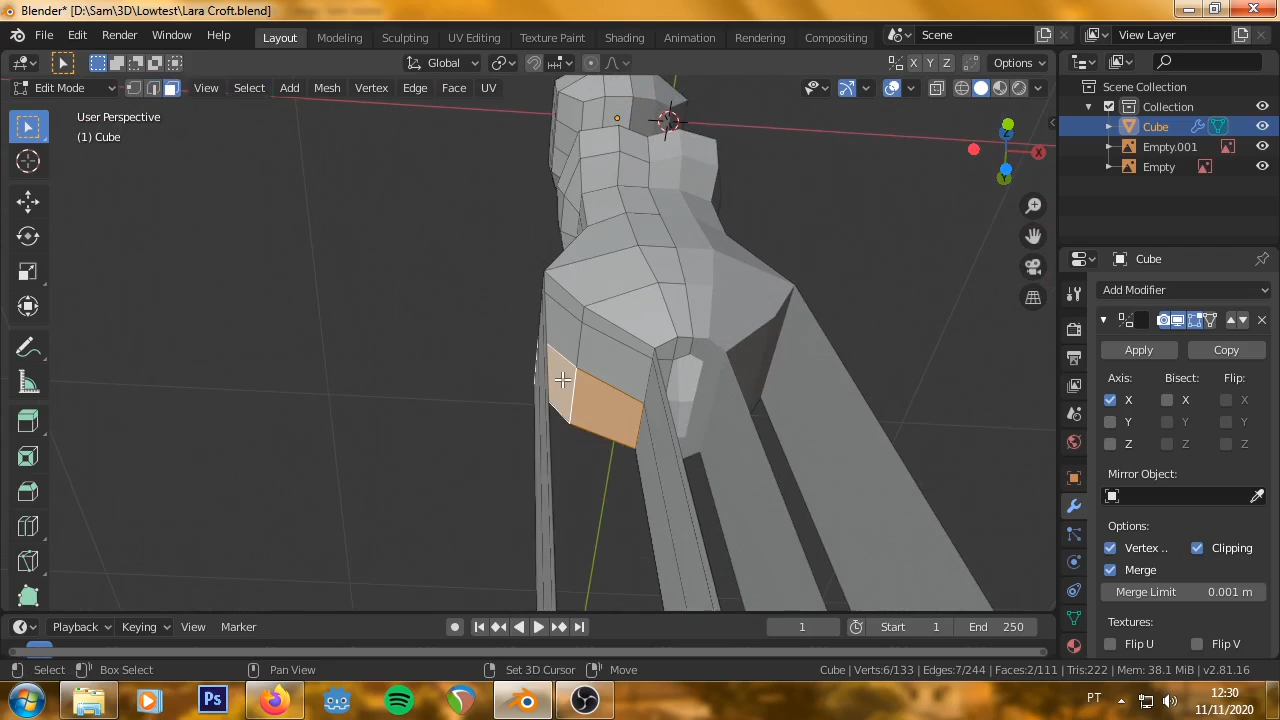 Blender* [D:\Sam\3D\Lowtest\Lara Croft.blend]
File Edit Render Window Help
Layout Modeling Sculpting UV Editing Texture Paint Shading Animation Rendering Compositing
Scene
View Layer
Global
X Y Z
Options
Edit Mode
View Select Add Mesh Vertex Edge Face UV
User Perspective
(1) Cube
X
Z
Y
Scene Collection
Collection
Cube
Empty.001
Empty
Cube
Add Modifier
Apply
Copy
Axis: Bisect: Flip:
X X X
Y Y Y
Z Z Z
Mirror Object:
Options:
Vertex .. Clipping
Merge
Merge Limit 0.001 m
Textures:
Flip U Flip V
Playback Keying View Marker
1
Start 1
End 250
Select Box Select Pan View Set 3D Cursor Move
Cube | Verts:6/133 | Edges:7/244 | Faces:2/111 | Tris:222 | Mem: 38.1 MiB | v2.81.16
Ps
PT
12:30
11/11/2020